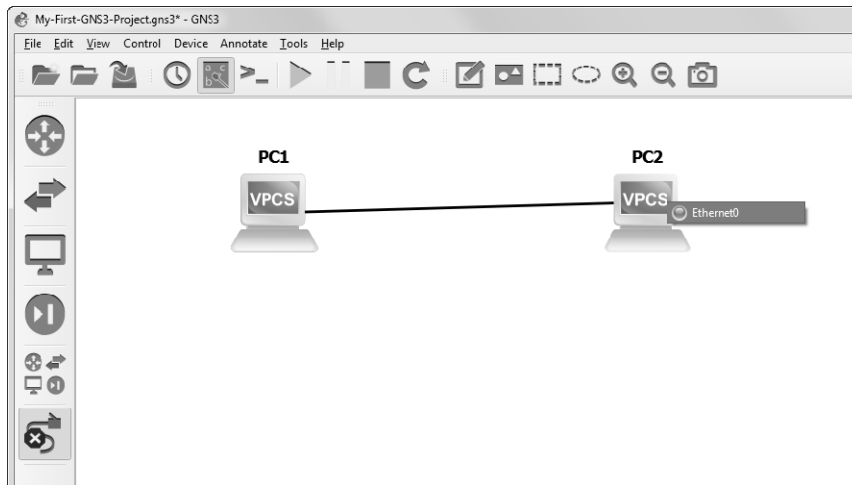 My-First-GNS3-Project.gns3* - GNS3
File Edit View Control Device Annotate Tools Help
PC1 PC2
VPCS VPCS
Ethernet0